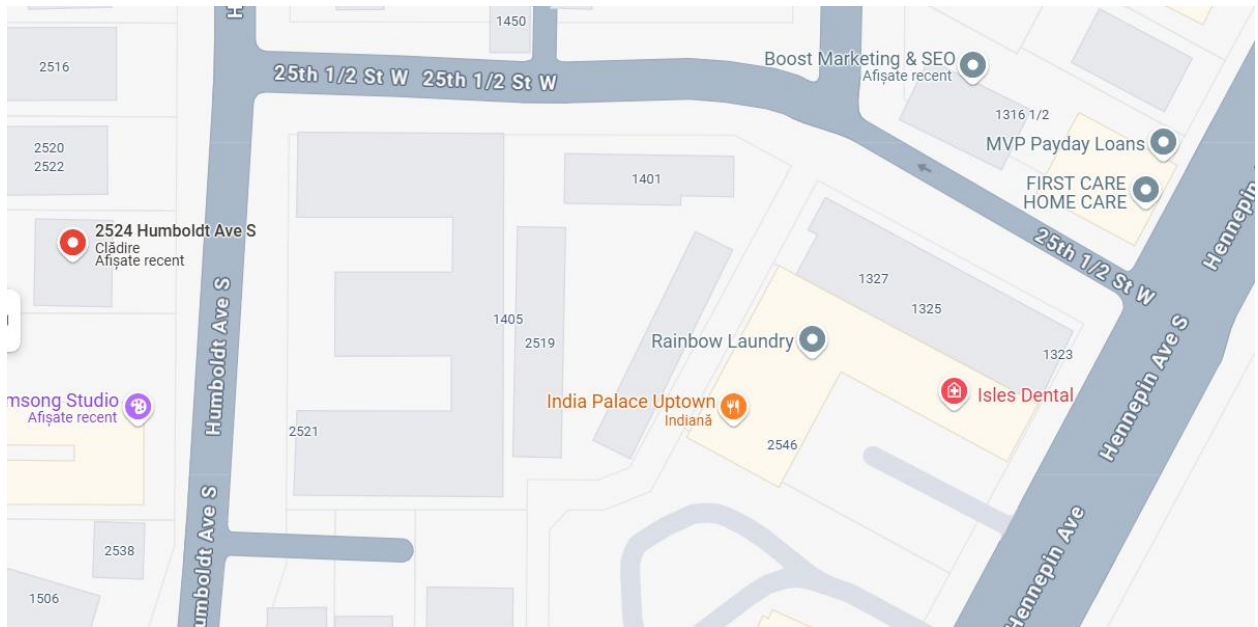 H
1450
2516
25th 1/2 St W 25th 1/2 St W
Boost Marketing & SEO
Afișate recent
1316 1/2
MVP Payday Loans
2520
2522
1401
FIRST CARE
HOME CARE
Hennepin A
2524 Humboldt Ave S
Clădire
Afișate recent
25th 1/2 St W
1327
1325
Humboldt Ave S
1405
2519
Rainbow Laundry
1323
Hennepin Ave S
msong Studio
Afișate recent
India Palace Uptown
Indiană
Isles Dental
2521
2546
umboldt Ave S
Hennepin Ave
2538
1506